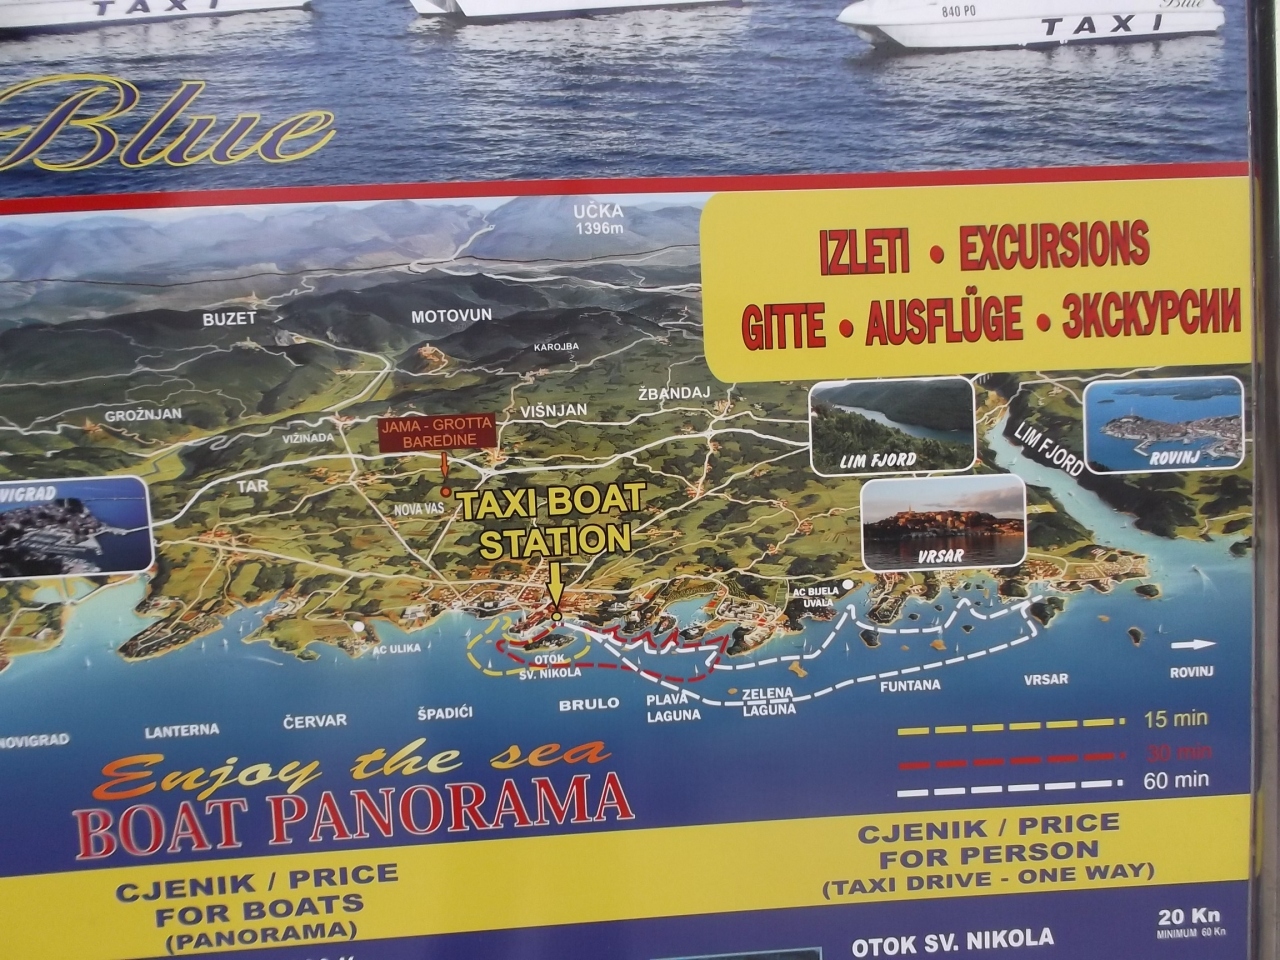 TAXI
840 PO
Blue
TAXI
Blue
UČKA
1396m
IZLETI • EXCURSIONS
GITTE • AUSFLÜGE • ЭКСКУРСИИ
BUZET
MOTOVUN
KAROJBA
GROŽNJAN
VIŽINADA
VIŠNJAN
ŽBANDAJ
JAMA - GROTTA
BAREDINE
LIM FJORD
LIM FJORD
ROVINJ
TAR
NOVA VAS
TAXI BOAT
STATION
VRSAR
AC BIJELA
UVALA
AC ULIKA
OTOK
SV. NIKOLA
LANTERNA
ČERVAR
ŠPADIĆI
BRULO
PLAVA
LAGUNA
ZELENA
LAGUNA
FUNTANA
VRSAR
ROVINJ
NOVIGRAD
15 min
30 min
60 min
Enjoy the sea
BOAT PANORAMA
CJENIK / PRICE
FOR BOATS
(PANORAMA)
CJENIK / PRICE
FOR PERSON
(TAXI DRIVE - ONE WAY)
OTOK SV. NIKOLA
20 Kn
MINIMUM 60 Kn